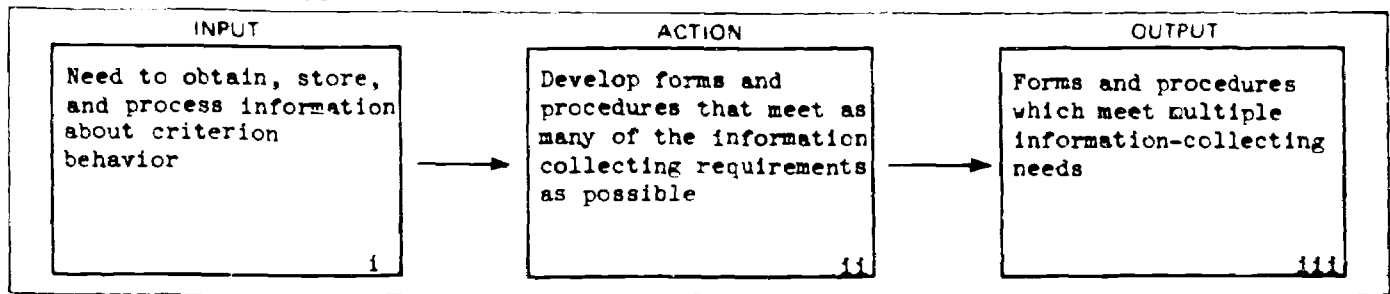 INPUT
Need to obtain, store,
and process information
about criterion
behavior
i
ACTION
Develop forms and
procedures that meet as
many of the information
collecting requirements
as possible
ii
OUTPUT
Forms and procedures
which meet multiple
information-collecting
needs
iii